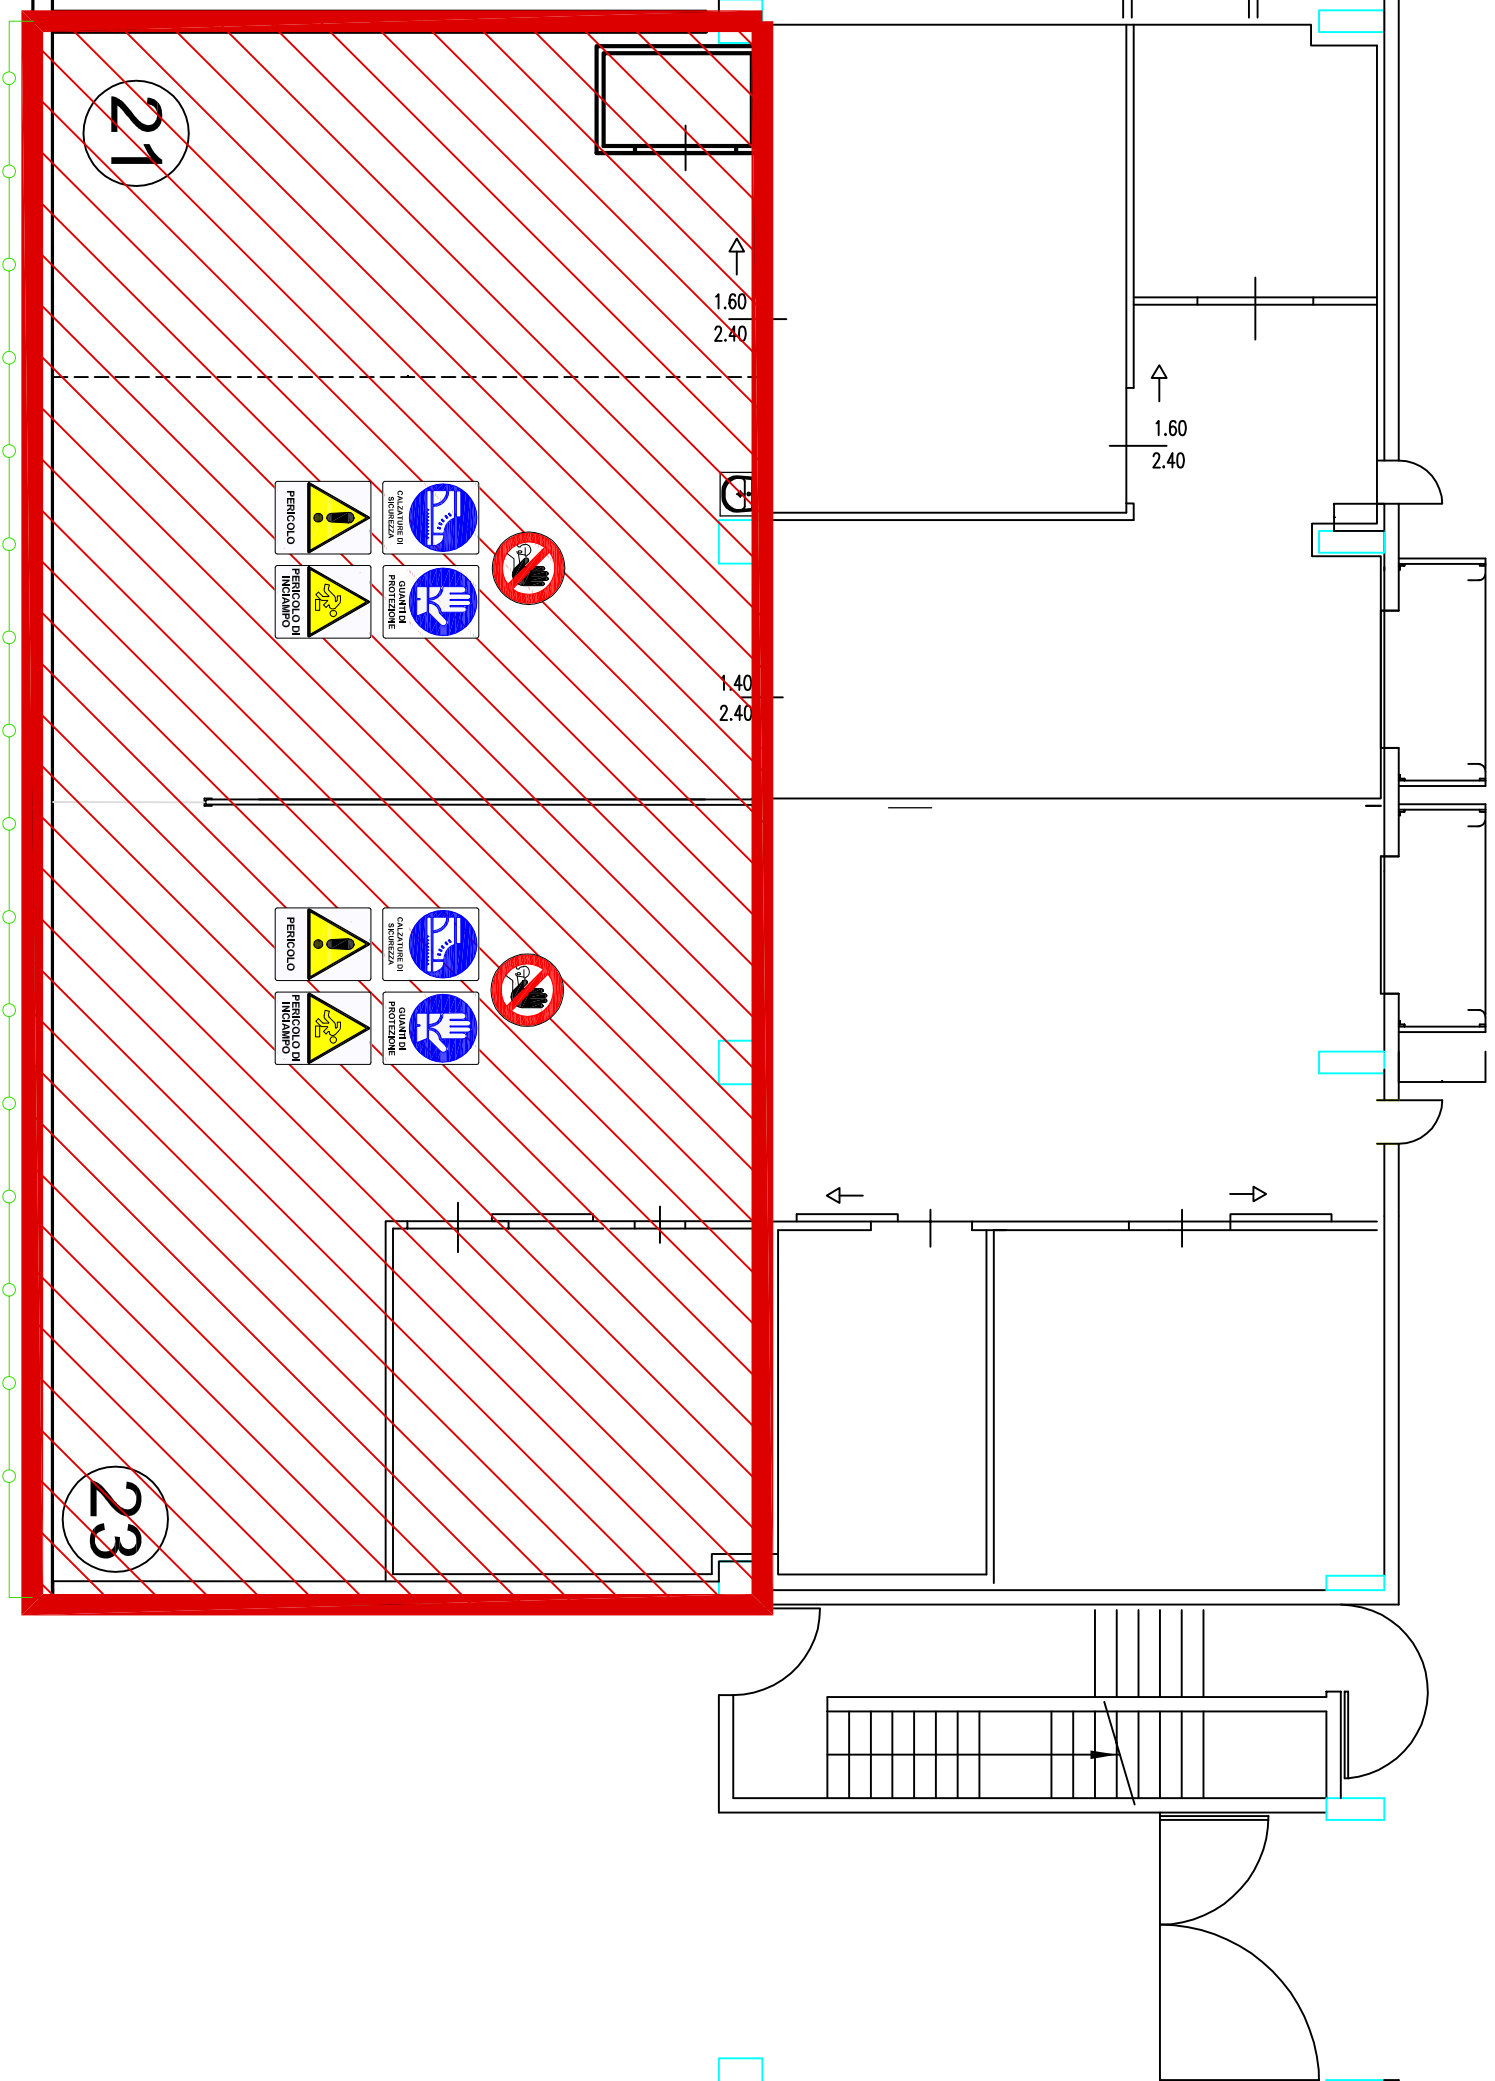 21
1.60
2.40
1.60
2.40
PERICOLO
CALZATURE DI
SICUREZZA
PERICOLO DI
INCIAMPO
GUANTI DI
PROTEZIONE
1.40
2.40
PERICOLO
CALZATURE DI
SICUREZZA
PERICOLO DI
INCIAMPO
GUANTI DI
PROTEZIONE
23